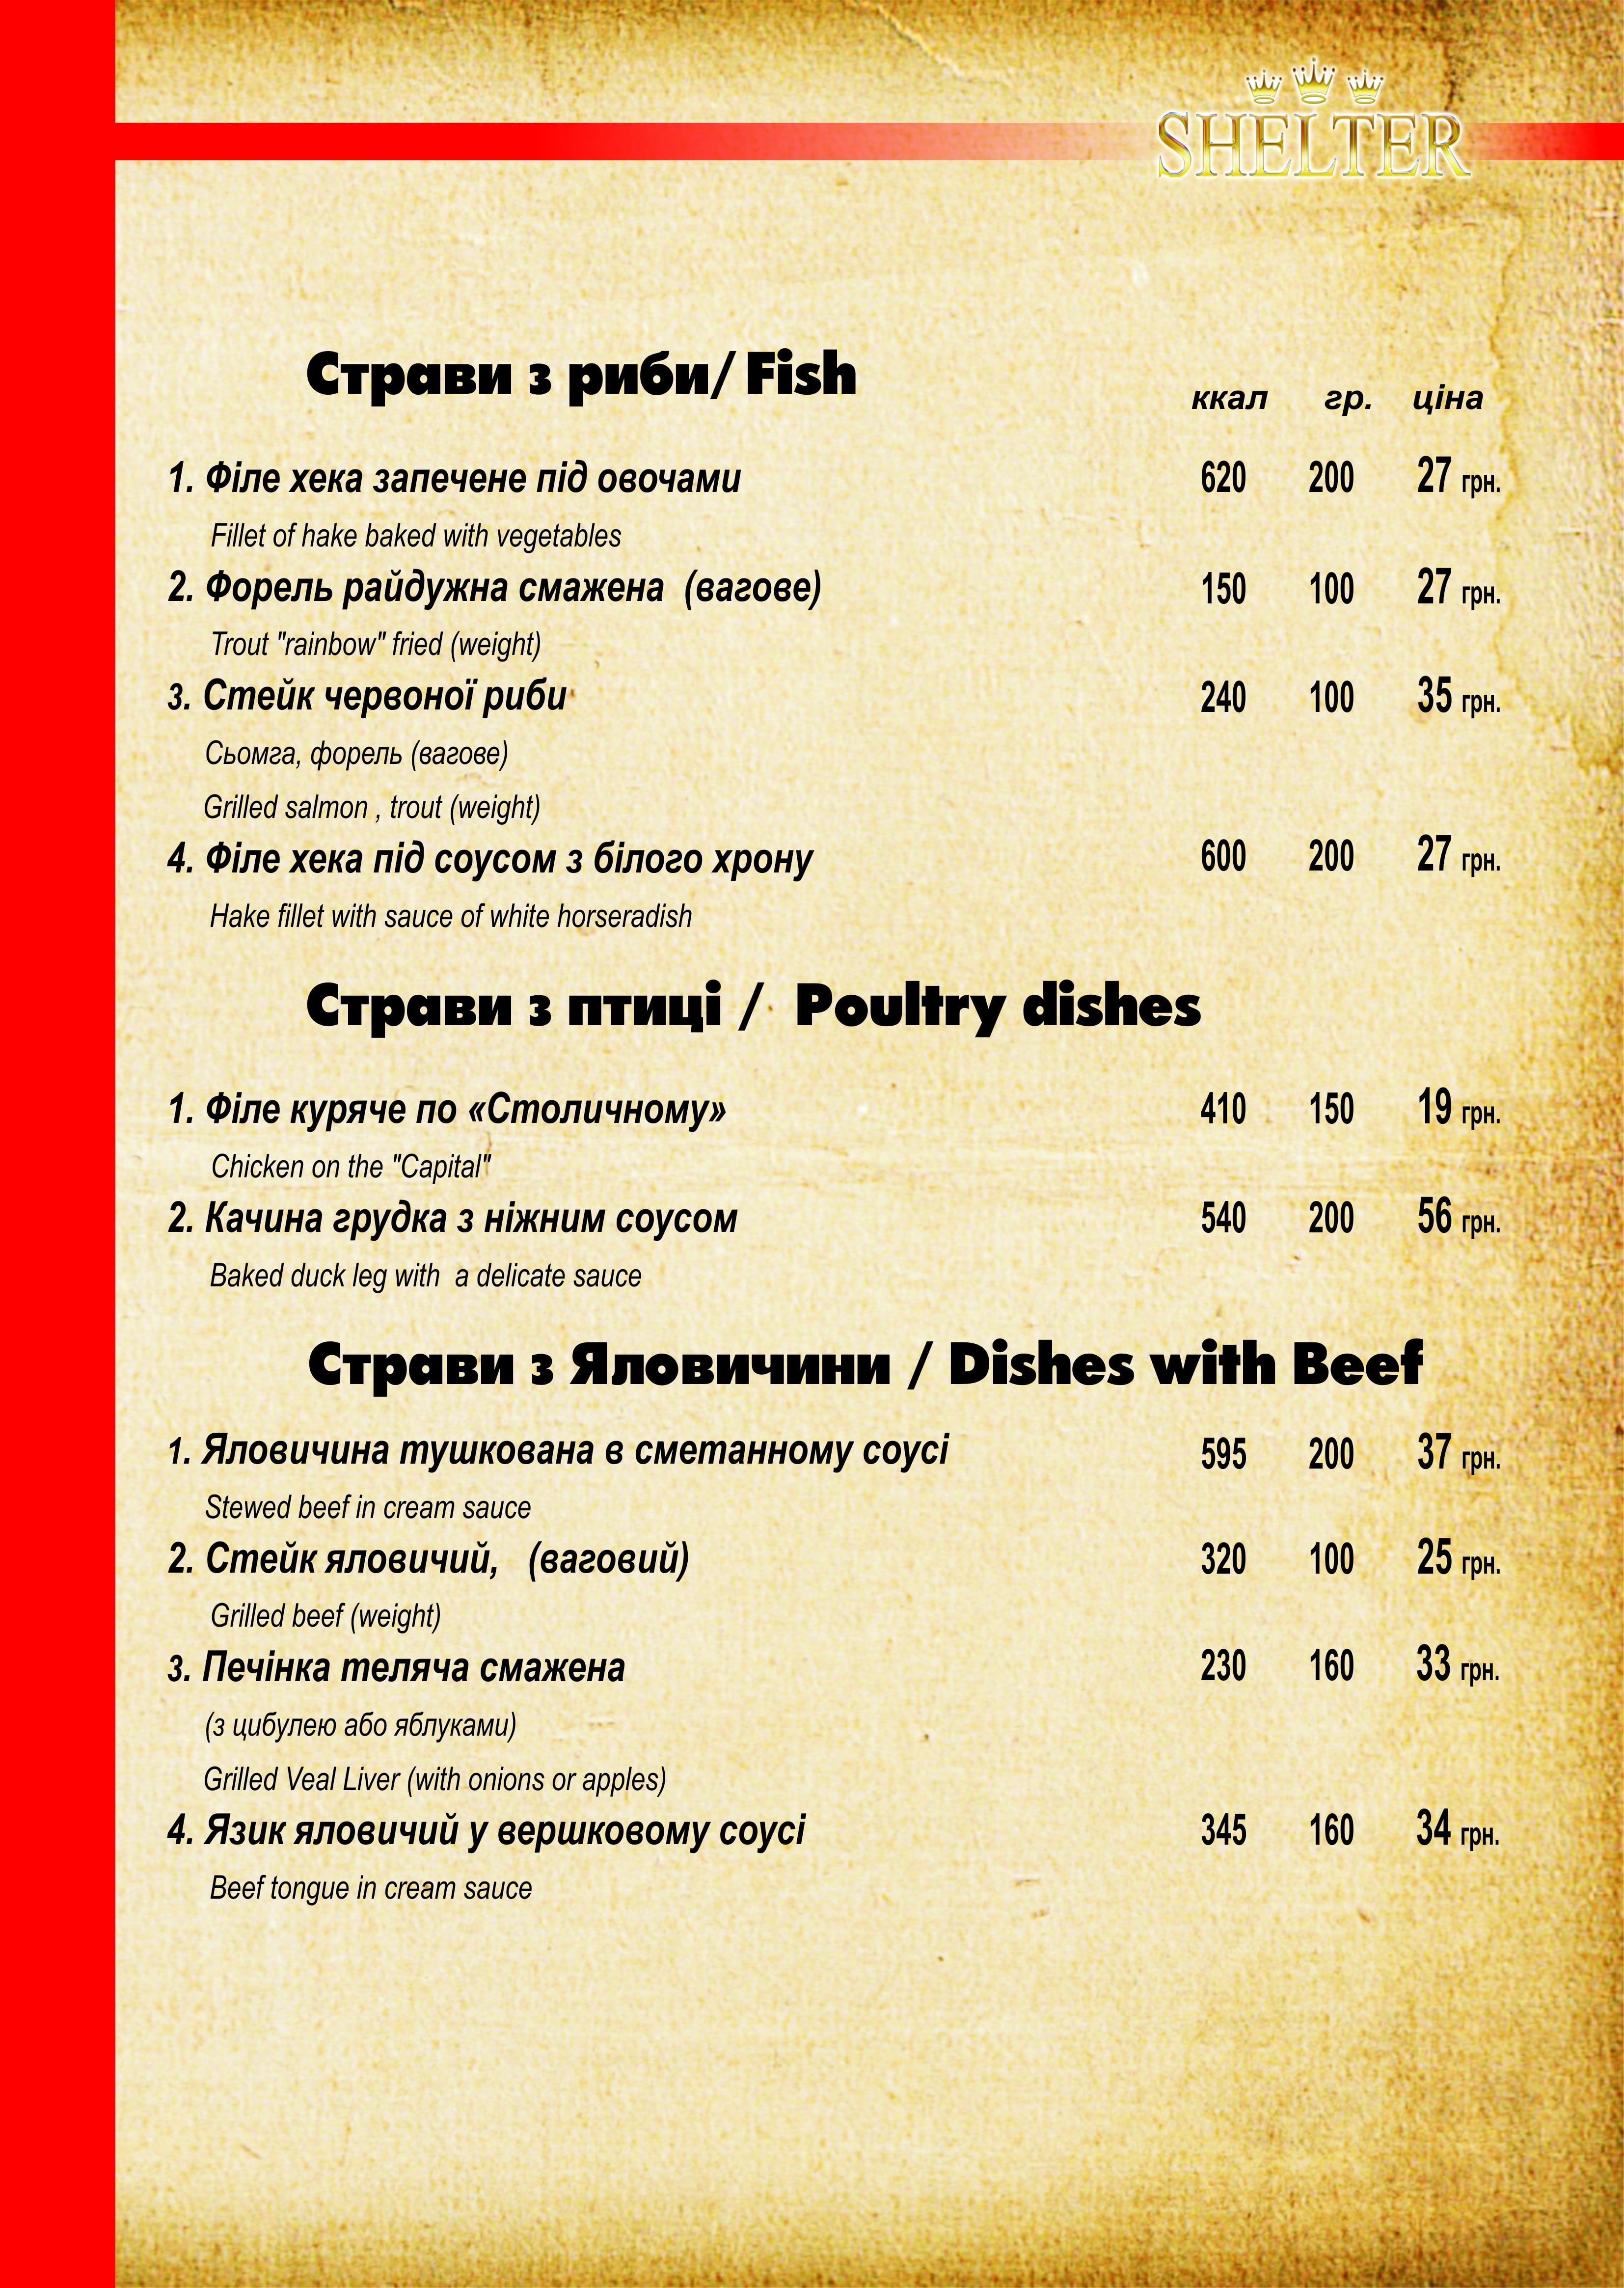 SHELTER
Страви з риби/ Fish
ккал гр. ціна
1. Філе хека запечене під овочами 620 200 27 грн.
Fillet of hake baked with vegetables
2. Форель райдужна смажена (вагове) 150 100 27 грн.
Trout "rainbow" fried (weight)
3. Стейк червоної риби 240 100 35 грн.
Сьомга, форель (вагове)
Grilled salmon , trout (weight)
4. Філе хека під соусом з білого хрону 600 200 27 грн.
Hake fillet with sauce of white horseradish
Страви з птиці / Poultry dishes
1. Філе куряче по «Столичному» 410 150 19 грн.
Chicken on the "Capital"
2. Качина грудка з ніжним соусом 540 200 56 грн.
Baked duck leg with a delicate sauce
Страви з Яловичини / Dishes with Beef
1. Яловичина тушкована в сметанному соусі 595 200 37 грн.
Stewed beef in cream sauce
2. Стейк яловичий, (ваговий) 320 100 25 грн.
Grilled beef (weight)
3. Печінка теляча смажена 230 160 33 грн.
(з цибулею або яблуками)
Grilled Veal Liver (with onions or apples)
4. Язик яловичий у вершковому соусі 345 160 34 грн.
Beef tongue in cream sauce